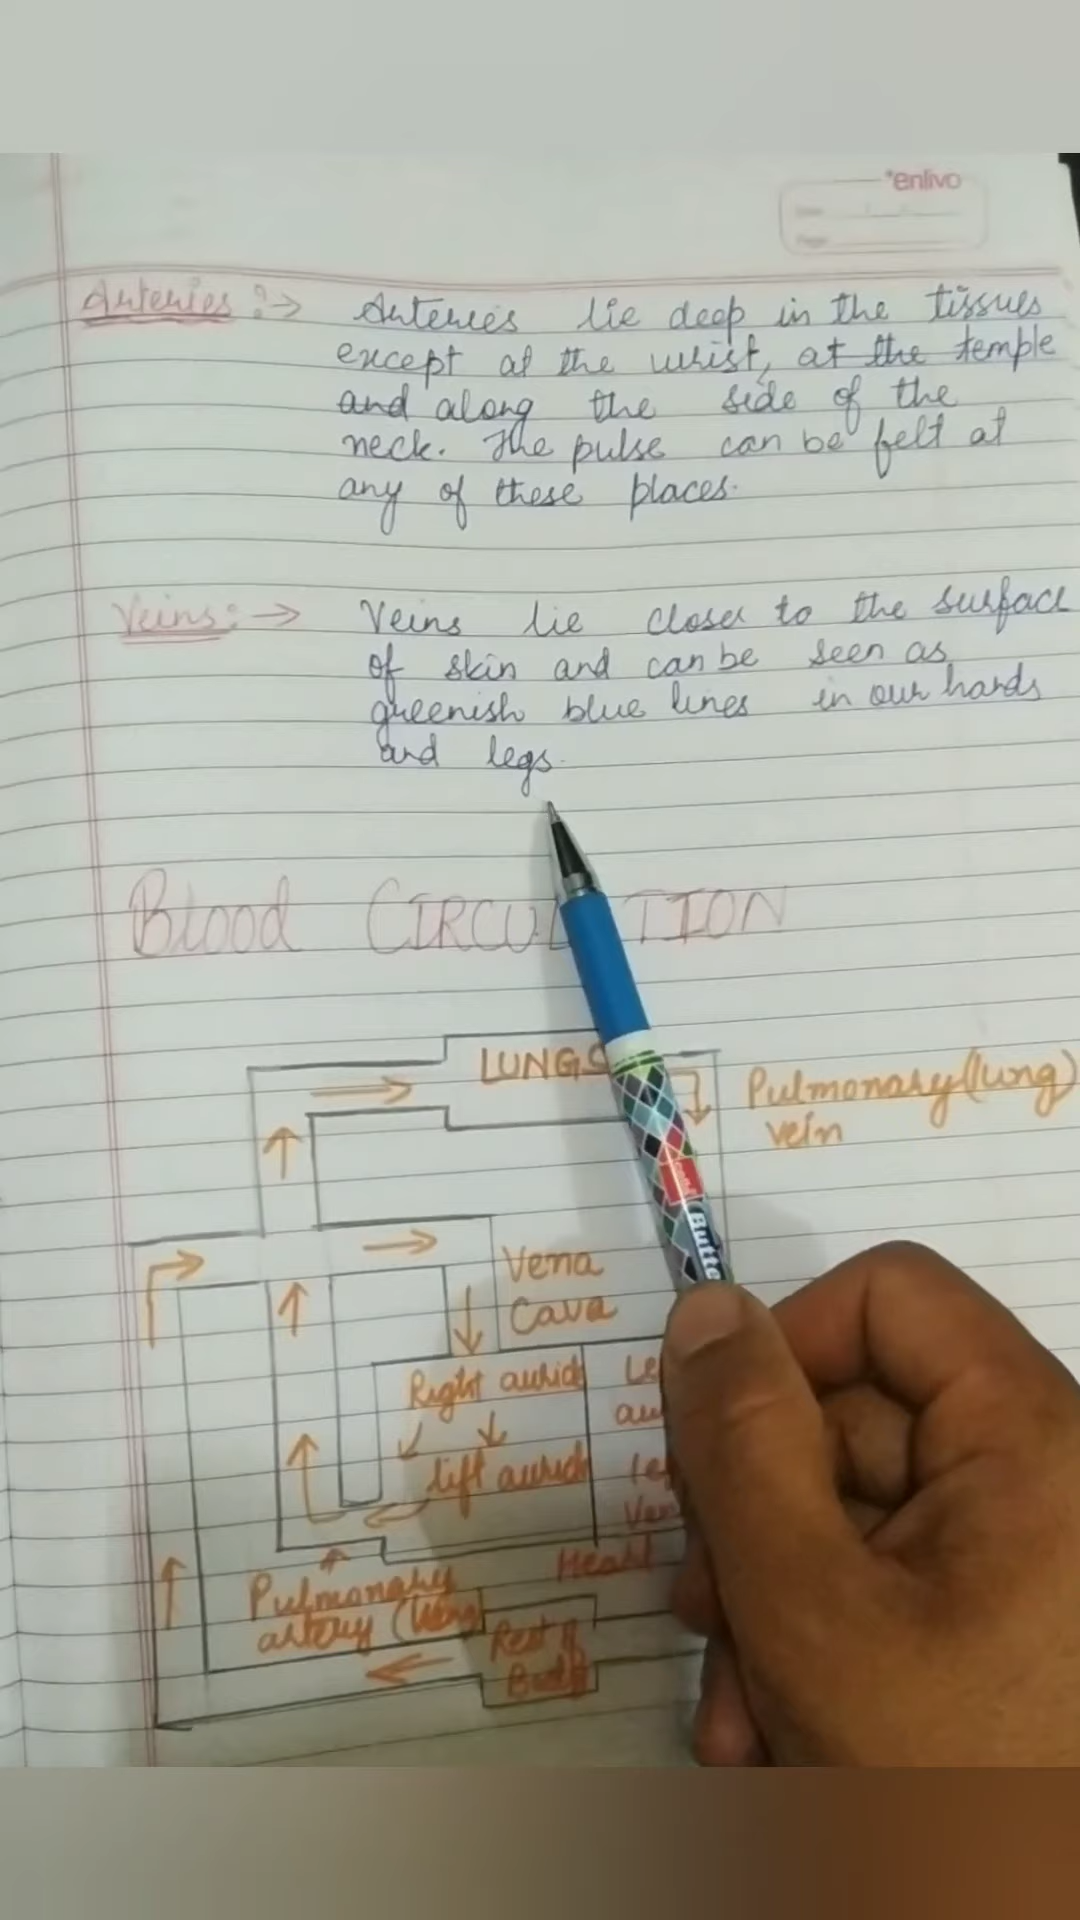 *enlivo
Arteries :→ Arteries lie deep in the tissues
except at the wrist, at the temple
and along the side of the
neck. The pulse can be felt at
any of these places.
Veins :→ Veins lie closer to the surface
of skin and can be seen as
greenish blue lines in our hands
and legs.
Blood CIRCUL TION
LUNGS
Pulmonary (lung)
vein
Vena
Cava
Right auricle
lift auricle
Heart
Pulmonary
artery (lung)
Rest of
Body
Butte